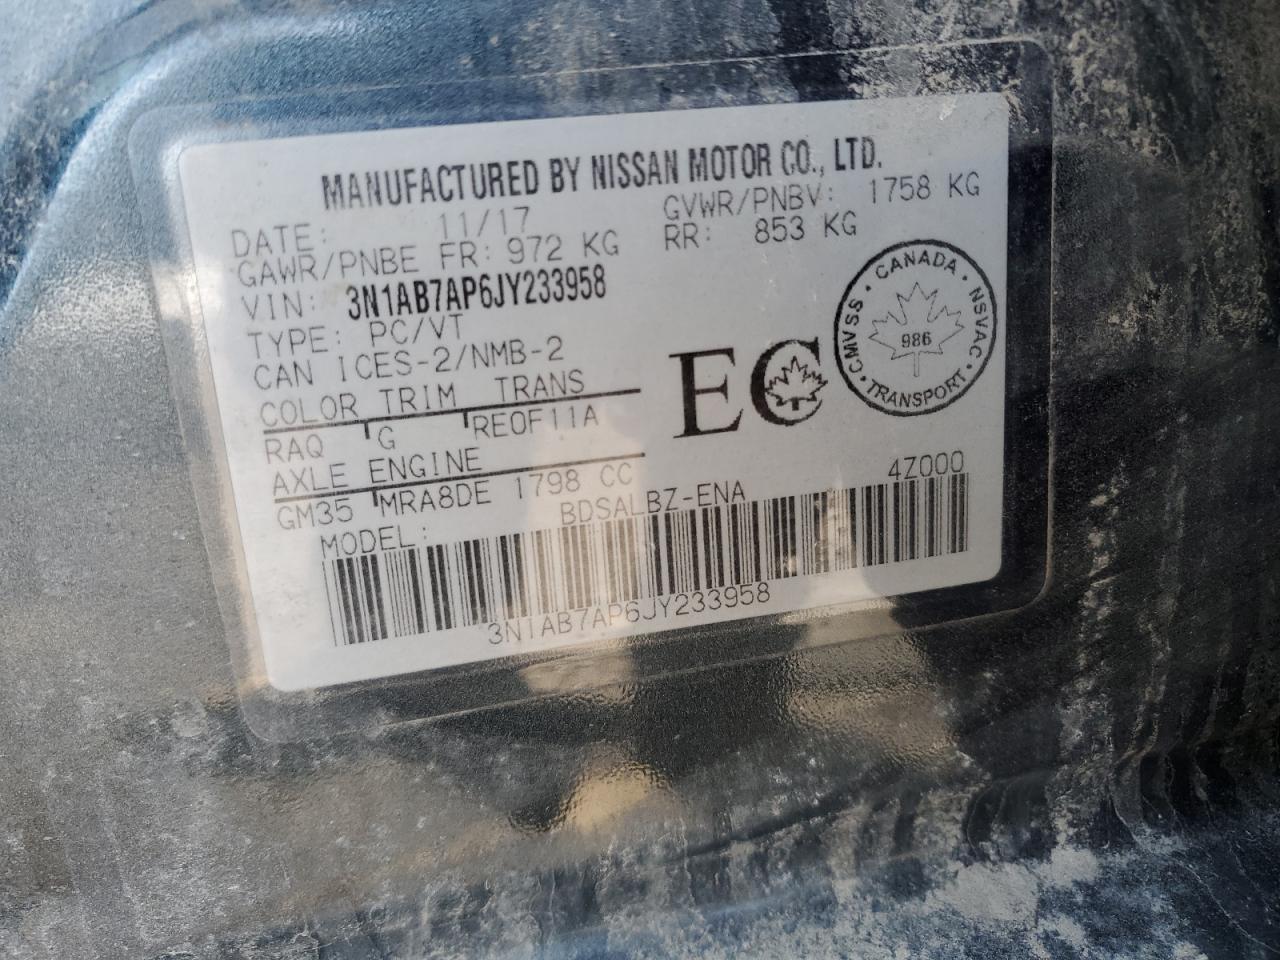 MANUFACTURED BY NISSAN MOTOR CO., LTD.
DATE: 11/17 GVWR/PNBV: 1758 KG
GAWR/PNBE FR: 972 KG RR: 853 KG
VIN: 3N1AB7AP6JY233958
TYPE: PC/VT
CAN ICES-2/NMB-2
COLOR TRIM TRANS
RAQ G RE0F11A
AXLE ENGINE
GM35 MRA8DE 1798 CC
MODEL: BDSALBZ-ENA 4Z000
3N1AB7AP6JY233958
EC
CANADA · NSVAC · TRANSPORT · CMVSS ·
986